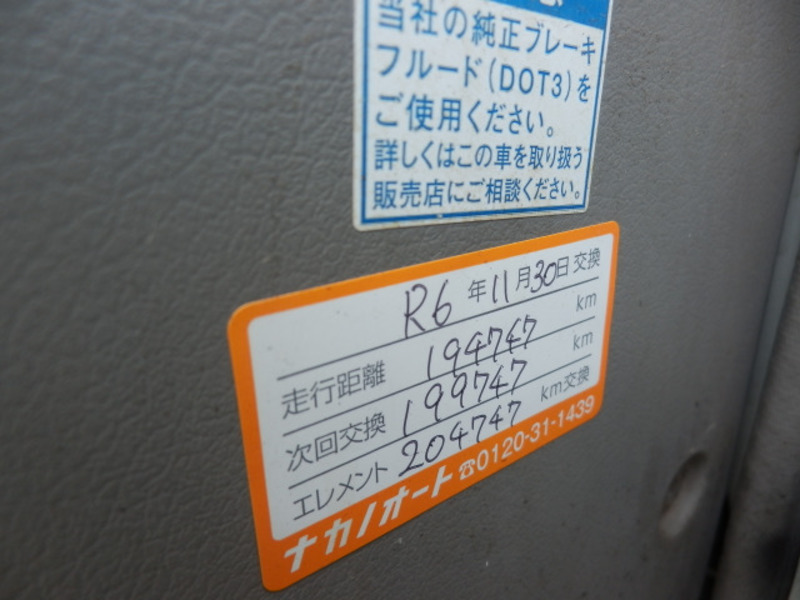 当社の純正ブレーキ
フルード(DOT3)を
ご使用ください。
詳しくはこの車を取り扱う
販売店にご相談ください。
R6 年 11 月 30 日 交換
走行距離 194747 km
次回交換 199747 km
エレメント 204747 km交換
ナカノオート ☎0120-31-1439